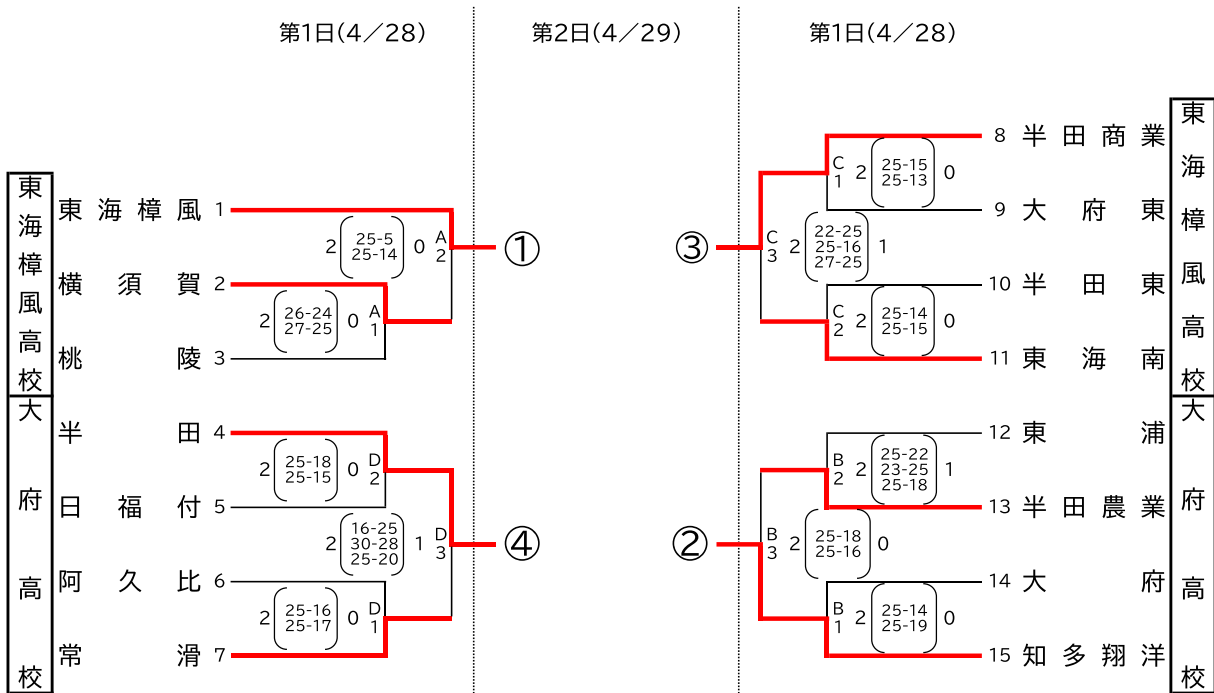 第1日(4／28)
第2日(4／29)
第1日(4／28)
東海樟風高校
東海樟風 1
横須賀 2
桃陵 3
2 25-5 0 A
25-14 2
2 26-24 0 A
27-25 1
①
大府高校
半田 4
日福付 5
阿久比 6
常滑 7
2 25-18 0 D
25-15 2
2 16-25 1 D
30-28 3
25-20
2 25-16 0 D
25-17 1
④
東海樟風高校
8 半田商業
9 大府東
10 半田東
11 東海南
C 2 25-15 0
1 25-13
C 2 22-25 1
3 25-16
27-25
C 2 25-14 0
2 25-15
③
大府高校
12 東浦
13 半田農業
14 大府
15 知多翔洋
B 2 25-22 1
2 23-25
25-18
B 2 25-18 0
3 25-16
B 2 25-14 0
1 25-19
②